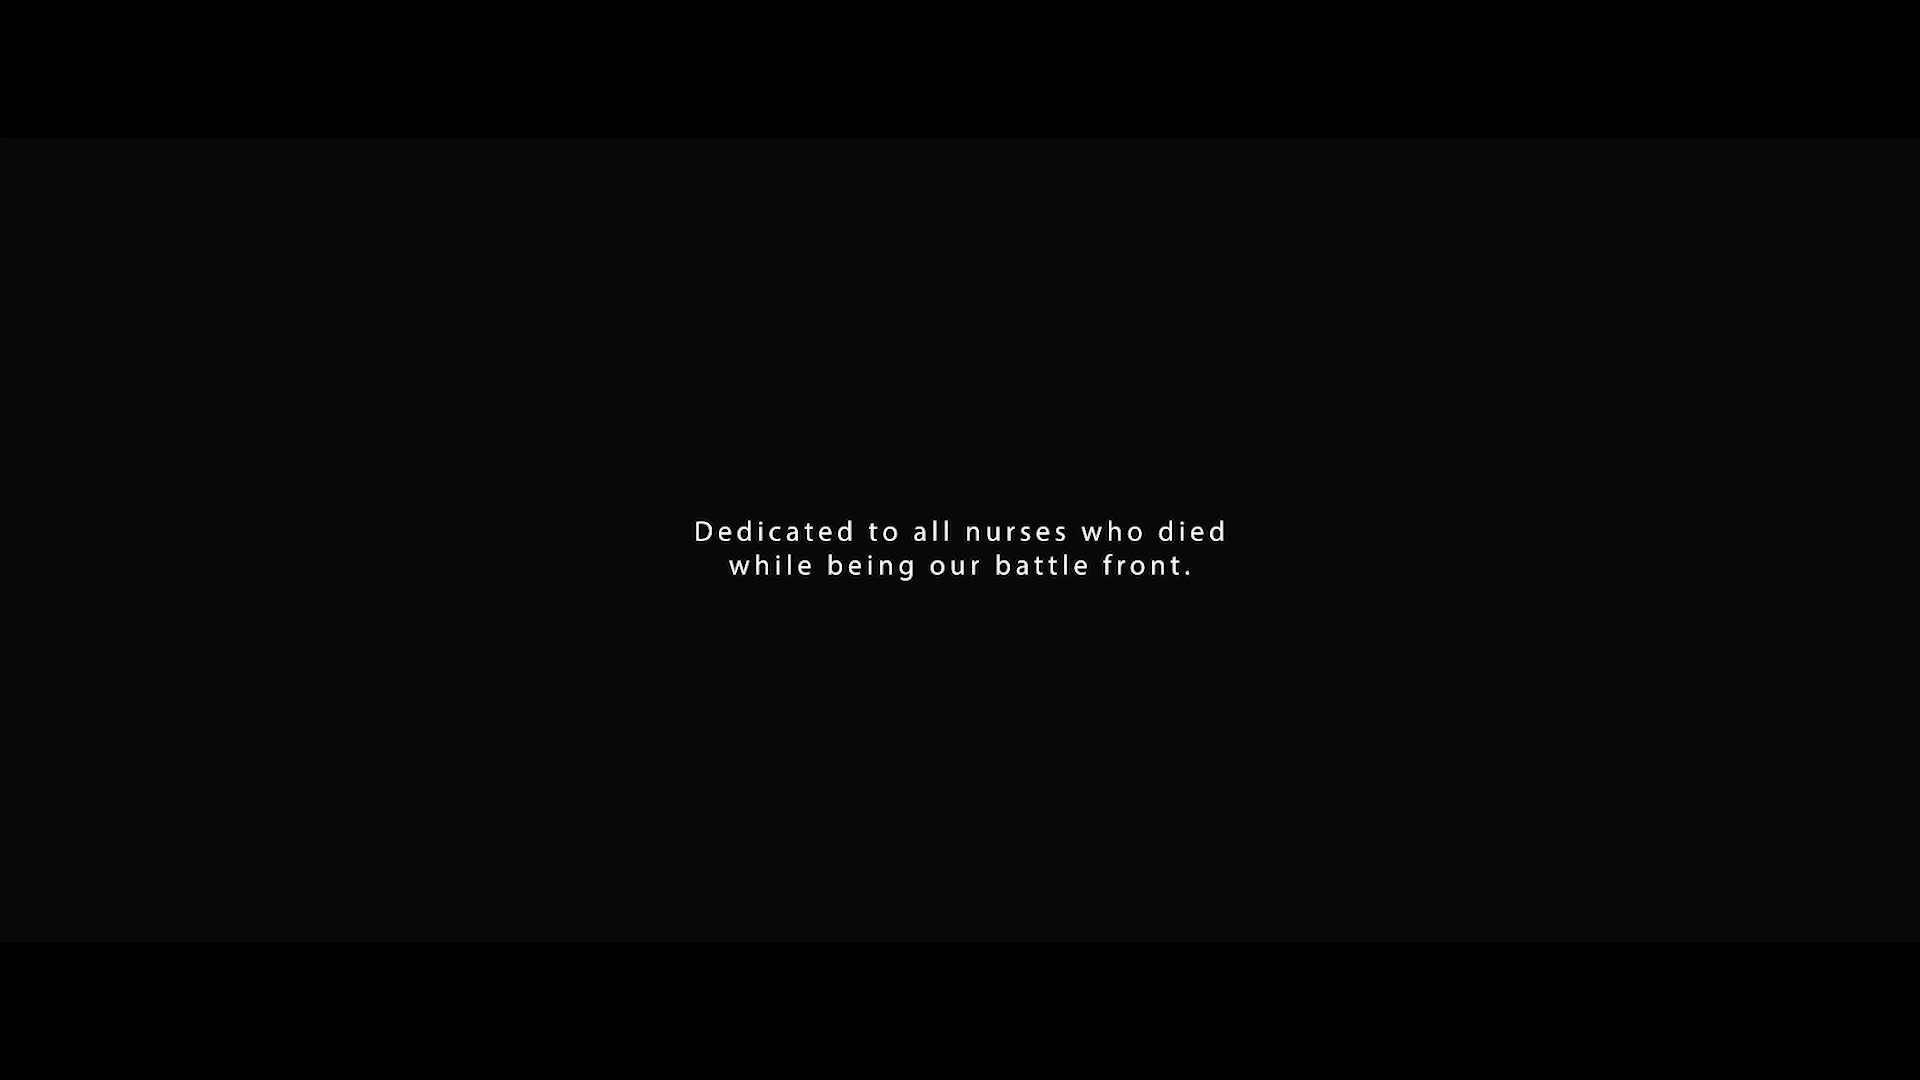 Dedicated to all nurses who died
while being our battle front.